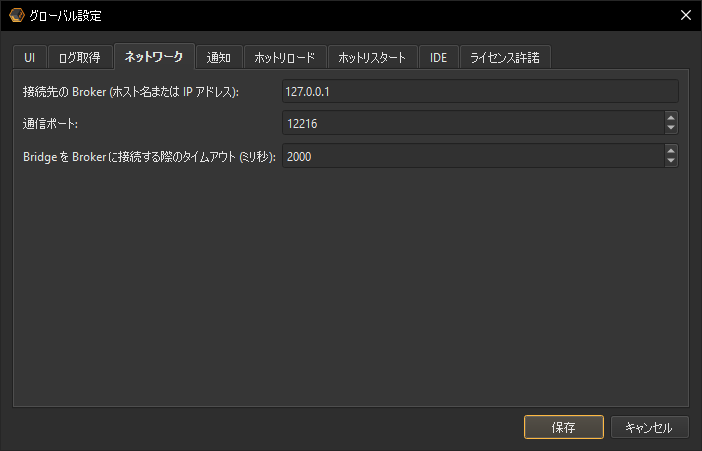 グローバル設定
UI ログ取得 ネットワーク 通知 ホットリロード ホットリスタート IDE ライセンス許諾
接続先の Broker (ホスト名または IP アドレス): 127.0.0.1
通信ポート: 12216
Bridge を Broker に接続する際のタイムアウト (ミリ秒): 2000
保存 キャンセル